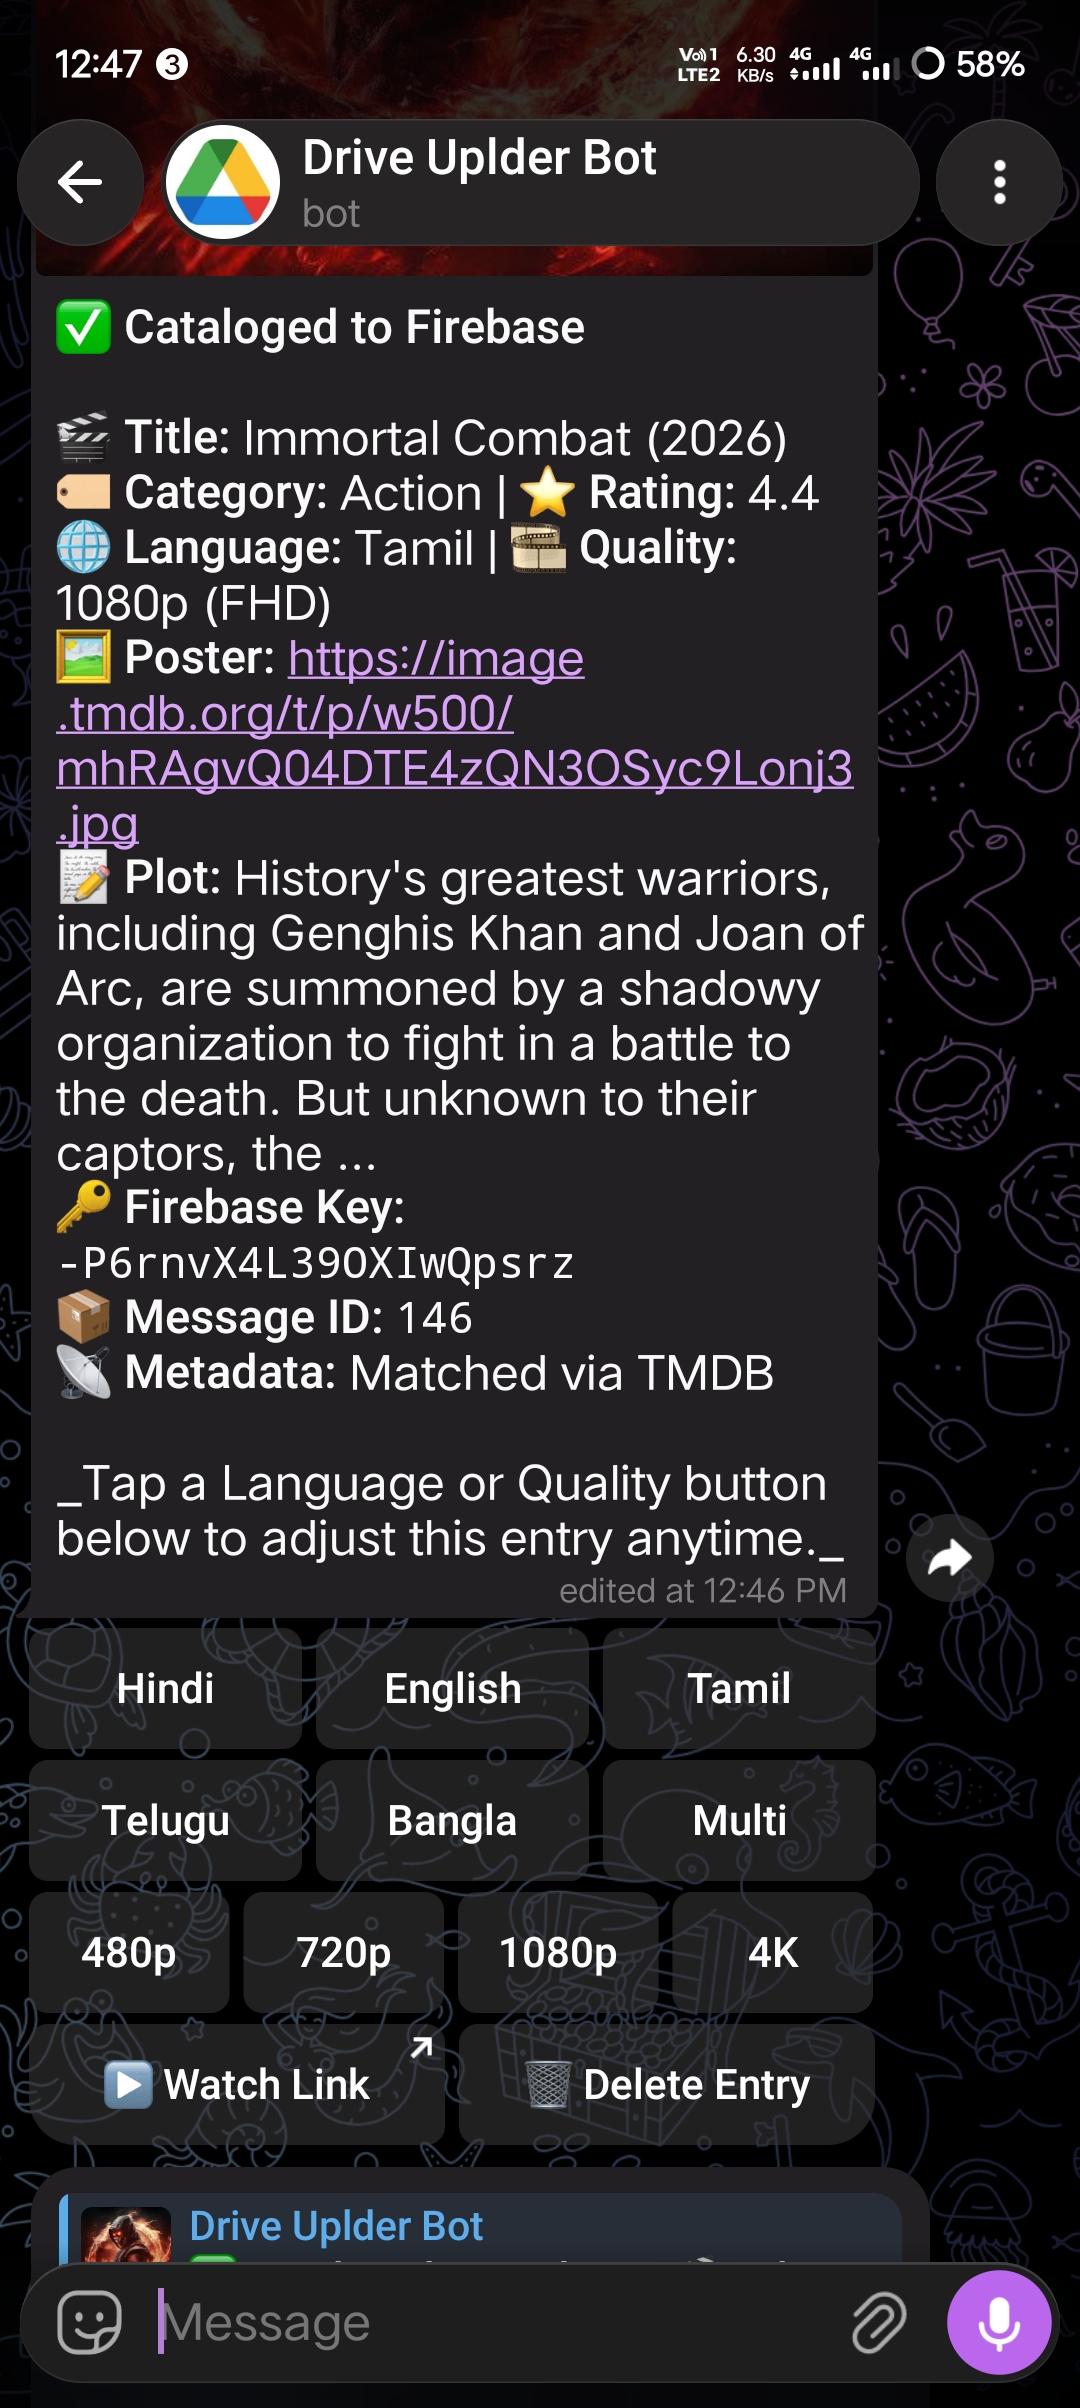 12:47 3 Vo)) 1 LTE2 6.30 KB/s 4G 4G 58%
Drive Uplder Bot
bot
✅ Cataloged to Firebase
🎬 Title: Immortal Combat (2026)
🏷️ Category: Action | ⭐ Rating: 4.4
🌐 Language: Tamil | 🎞️ Quality:
1080p (FHD)
🖼️ Poster: https://image
.tmdb.org/t/p/w500/
mhRAgvQ04DTE4zQN3OSyc9Lonj3
.jpg
📝 Plot: History's greatest warriors,
including Genghis Khan and Joan of
Arc, are summoned by a shadowy
organization to fight in a battle to
the death. But unknown to their
captors, the ...
🔑 Firebase Key:
-P6rnvX4L39OXIwQpsrz
📦 Message ID: 146
📡 Metadata: Matched via TMDB
_Tap a Language or Quality button
below to adjust this entry anytime._
edited at 12:46 PM
Hindi English Tamil
Telugu Bangla Multi
480p 720p 1080p 4K
▶️ Watch Link 🗑️ Delete Entry
Drive Uplder Bot
Message